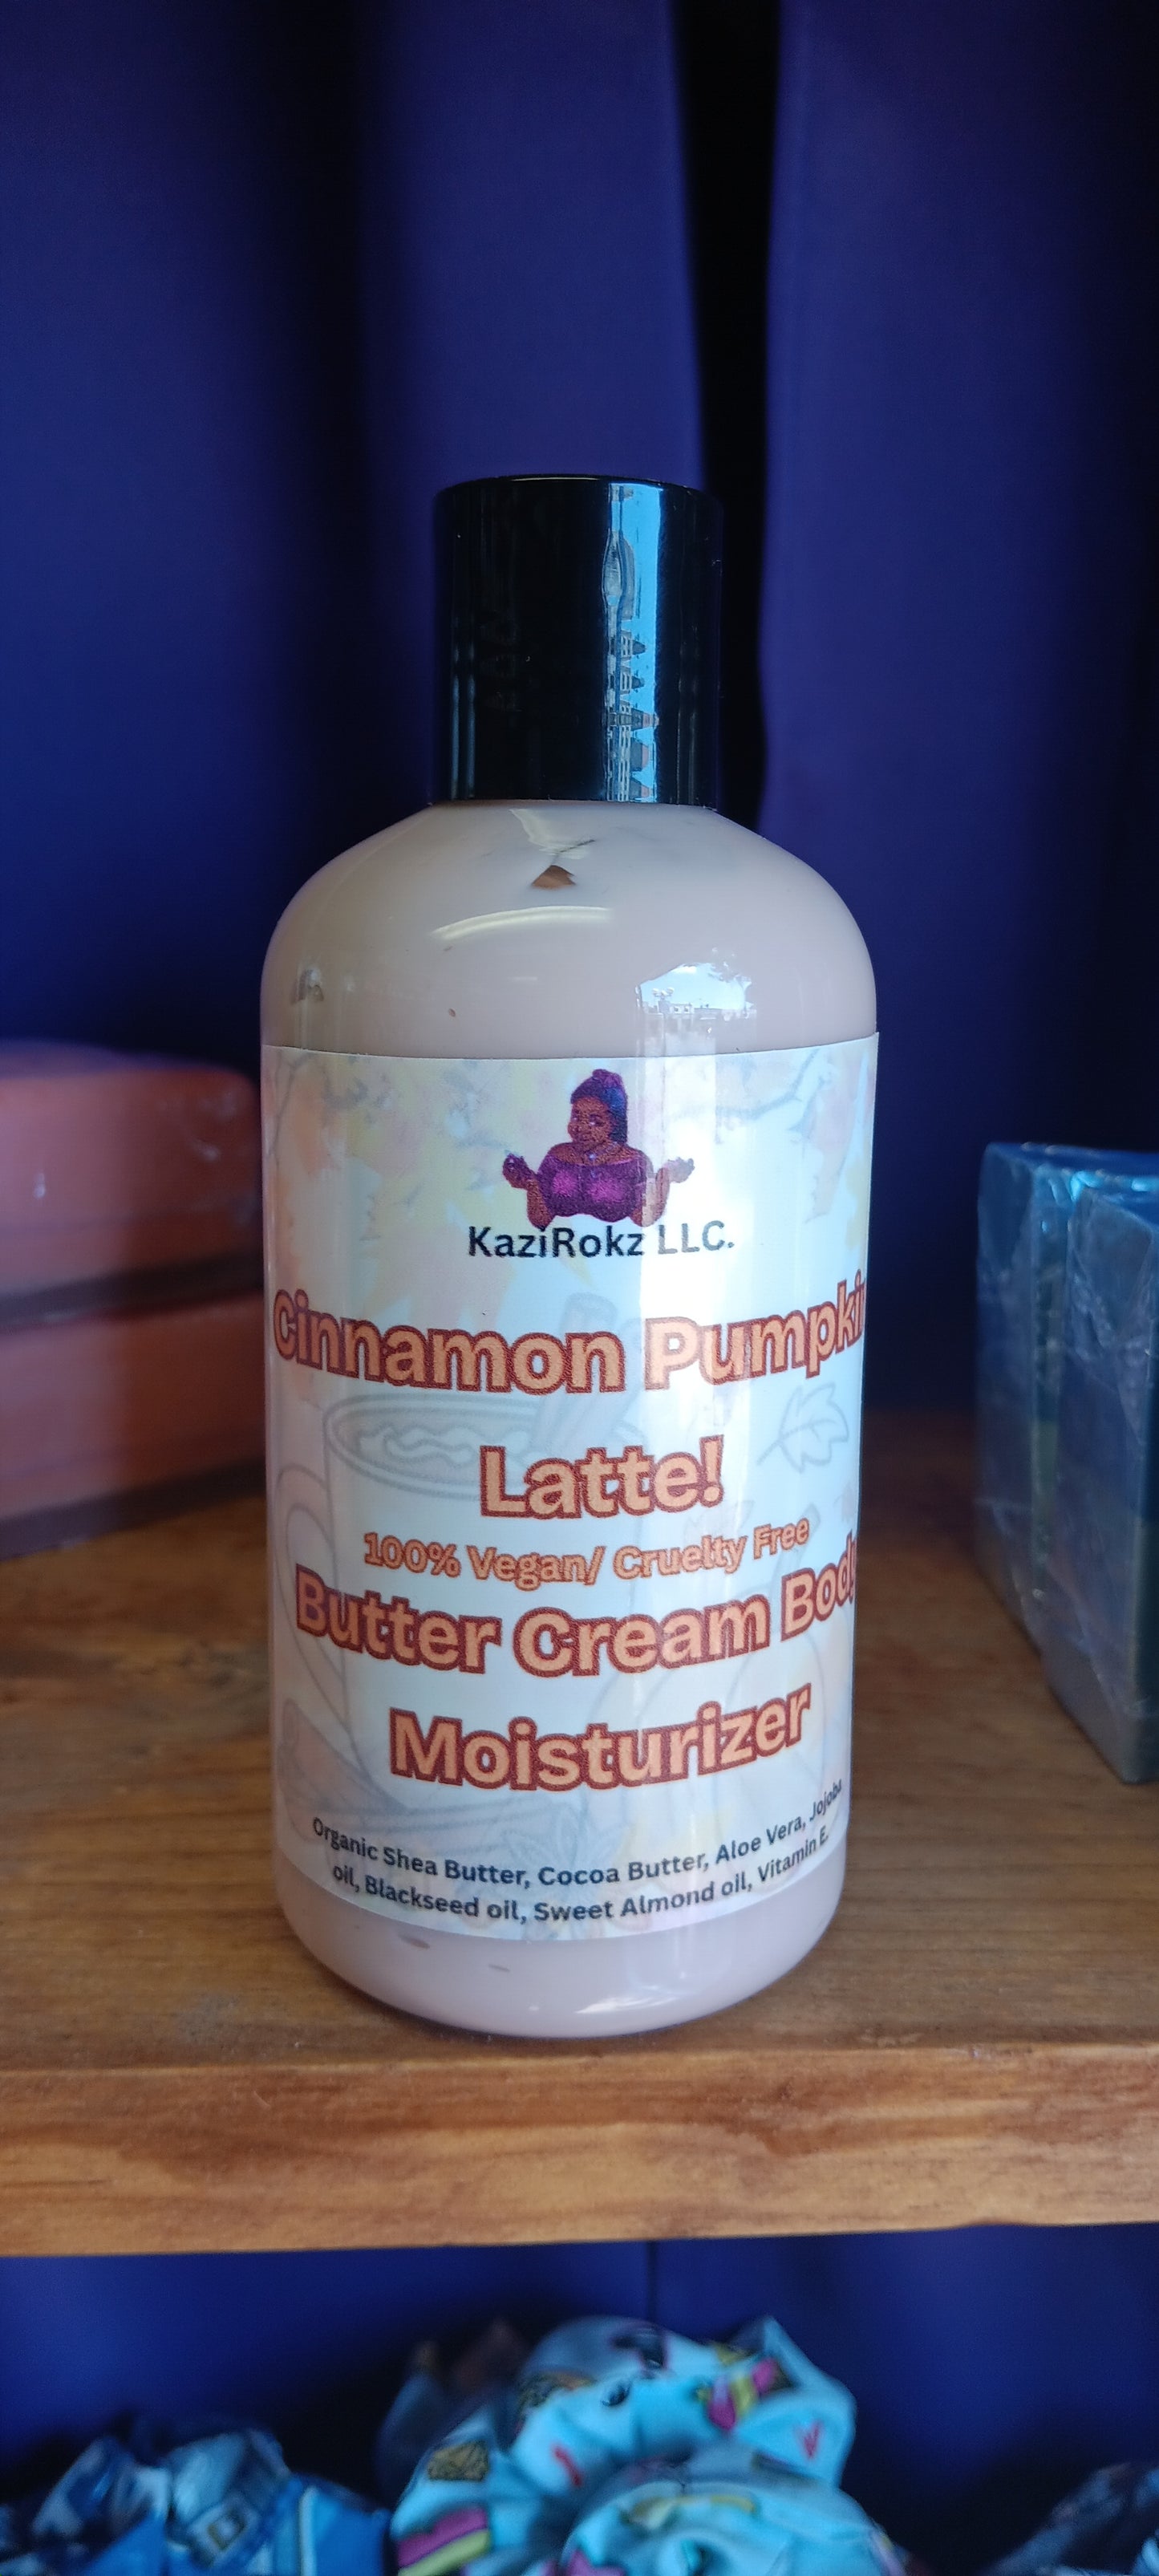 KaziRokz LLC.
Cinnamon Pumpkin
Latte!
100% Vegan/ Cruelty Free
Butter Cream Body
Moisturizer
Organic Shea Butter, Cocoa Butter, Aloe Vera, Jojoba
oil, Blackseed oil, Sweet Almond oil, Vitamin E.